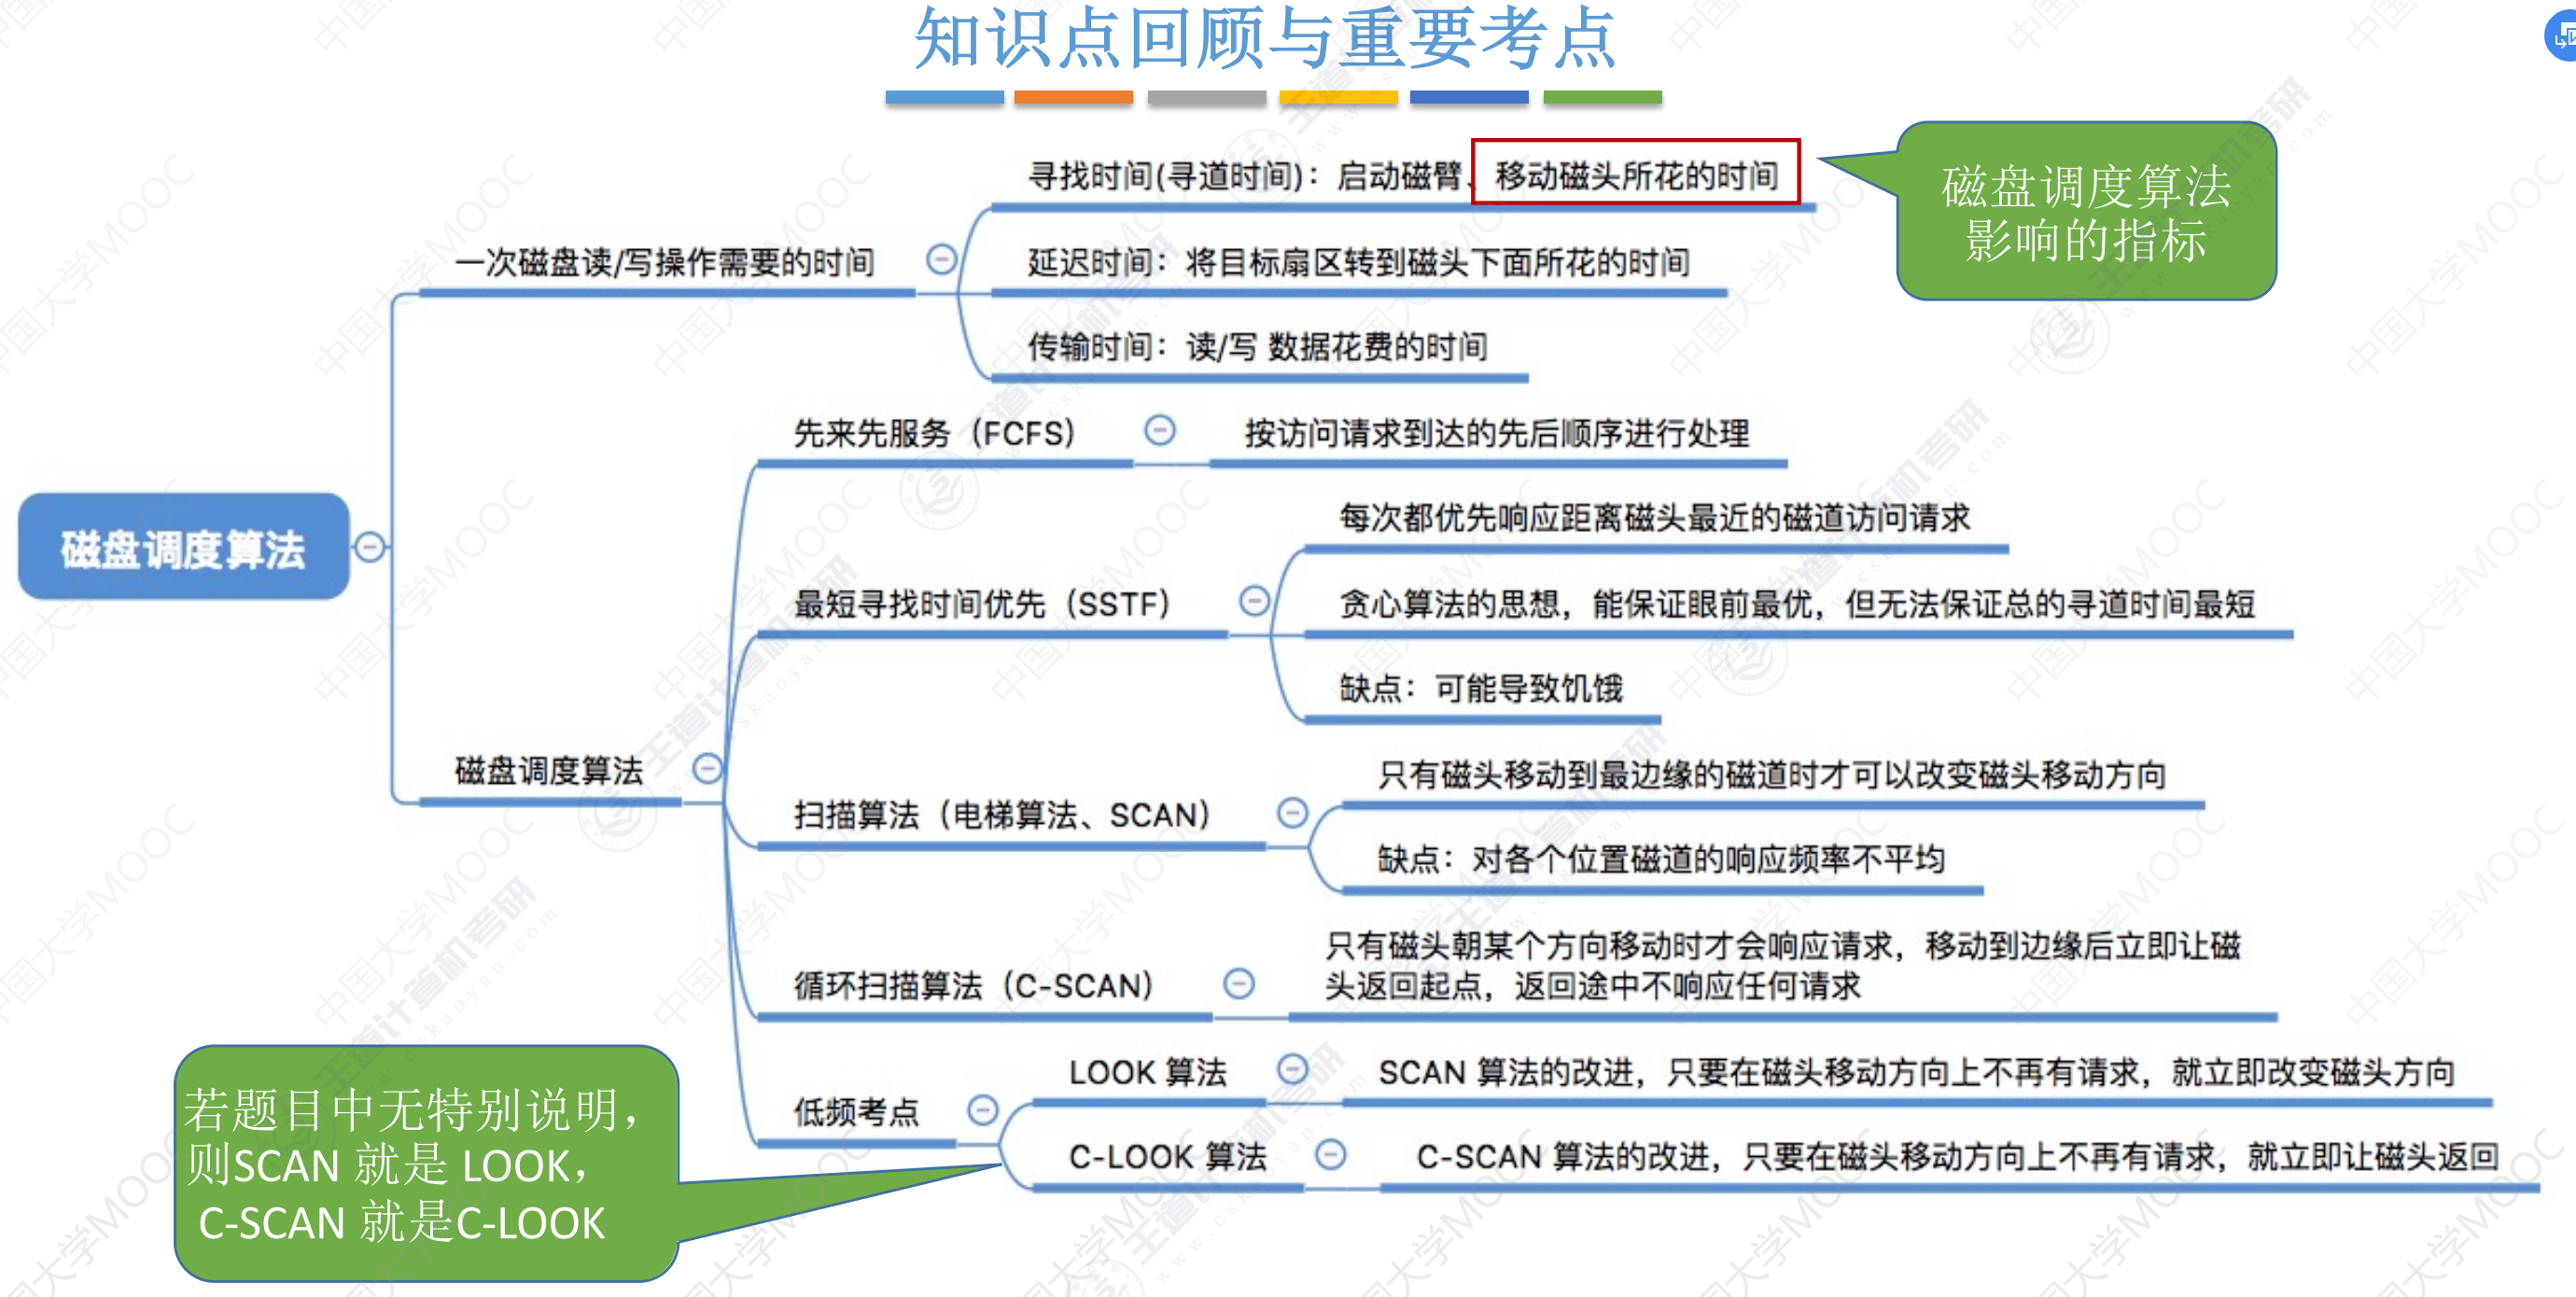 知识点回顾与重要考点
寻找时间(寻道时间)：启动磁臂、移动磁头所花的时间
磁盘调度算法
影响的指标
一次磁盘读/写操作需要的时间
延迟时间：将目标扇区转到磁头下面所花的时间
传输时间：读/写 数据花费的时间
先来先服务（FCFS）
按访问请求到达的先后顺序进行处理
每次都优先响应距离磁头最近的磁道访问请求
磁盘调度算法
最短寻找时间优先（SSTF）
贪心算法的思想，能保证眼前最优，但无法保证总的寻道时间最短
缺点：可能导致饥饿
磁盘调度算法
只有磁头移动到最边缘的磁道时才可以改变磁头移动方向
扫描算法（电梯算法、SCAN）
缺点：对各个位置磁道的响应频率不平均
循环扫描算法（C-SCAN）
只有磁头朝某个方向移动时才会响应请求，移动到边缘后立即让磁
头返回起点，返回途中不响应任何请求
低频考点
LOOK 算法
SCAN 算法的改进，只要在磁头移动方向上不再有请求，就立即改变磁头方向
C-LOOK 算法
C-SCAN 算法的改进，只要在磁头移动方向上不再有请求，就立即让磁头返回
若题目中无特别说明，
则SCAN 就是 LOOK，
C-SCAN 就是C-LOOK
中国大学MOOC
王道计算机考研
www.cskaoyan.com